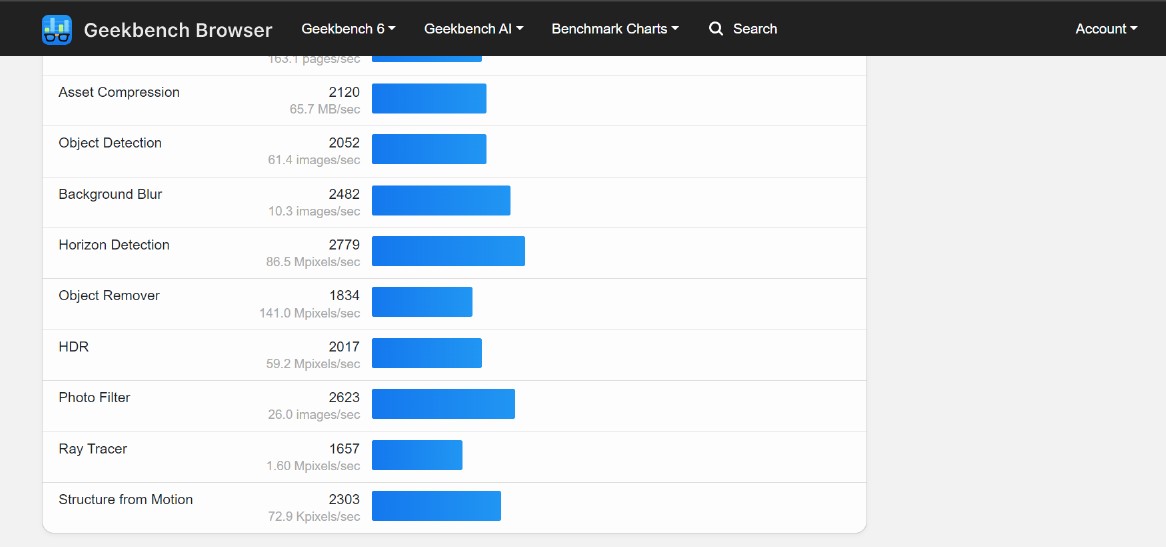 Geekbench Browser
Geekbench 6
Geekbench AI
Benchmark Charts
Search
Account
163.1 pages/sec
Asset Compression 2120
65.7 MB/sec
Object Detection 2052
61.4 images/sec
Background Blur 2482
10.3 images/sec
Horizon Detection 2779
86.5 Mpixels/sec
Object Remover 1834
141.0 Mpixels/sec
HDR 2017
59.2 Mpixels/sec
Photo Filter 2623
26.0 images/sec
Ray Tracer 1657
1.60 Mpixels/sec
Structure from Motion 2303
72.9 Kpixels/sec